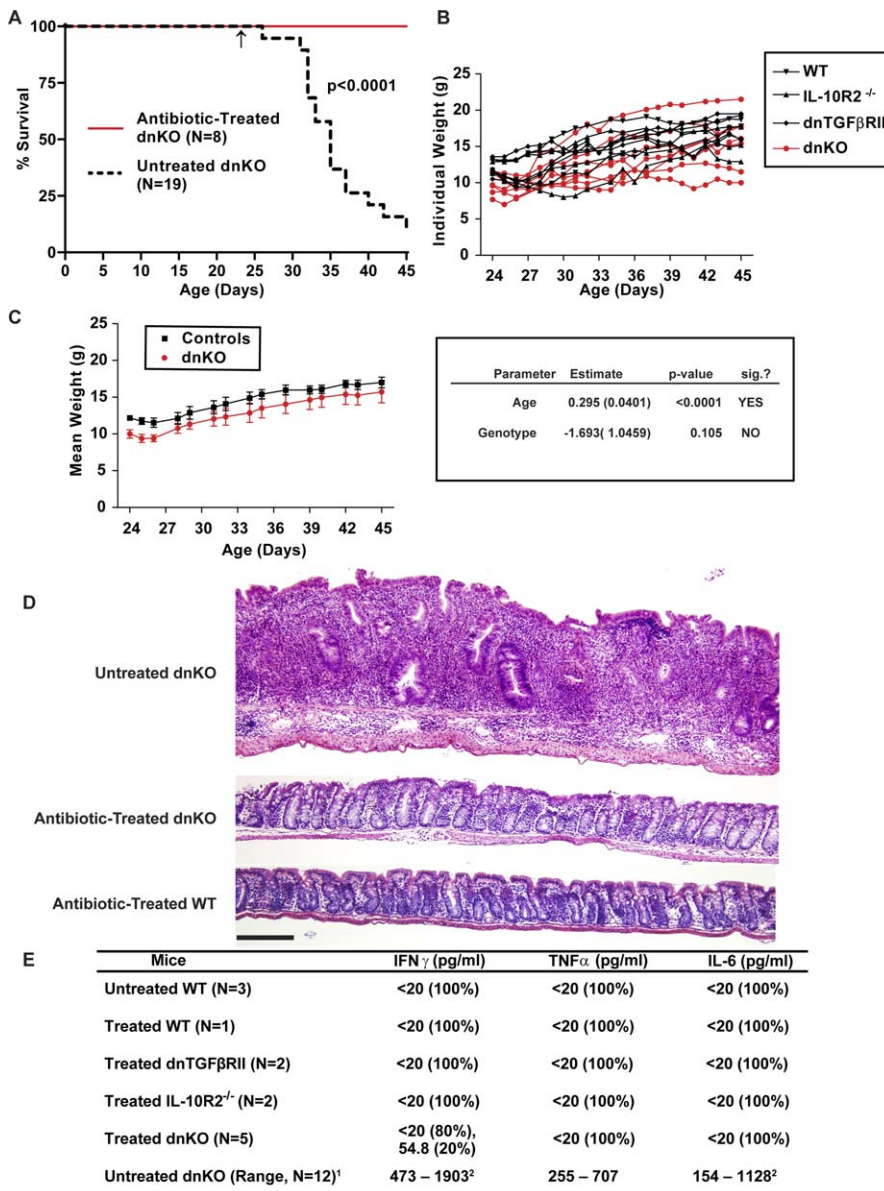 A
100
75
50
25
0
% Survival
p<0.0001
Antibiotic-Treated
dnKO (N=8)
Untreated dnKO
(N=19)
0 5 10 15 20 25 30 35 40 45
Age (Days)
B
25
20
15
10
5
0
Individual Weight (g)
24 27 30 33 36 39 42 45
Age (Days)
WT
IL-10R2 -/-
dnTGFβRII
dnKO
C
25
20
15
10
5
0
Mean Weight (g)
Controls
dnKO
24 27 30 33 36 39 42 45
Age (Days)
Parameter Estimate p-value sig.?
Age 0.295 (0.0401) <0.0001 YES
Genotype -1.693( 1.0459) 0.105 NO
D
Untreated dnKO
Antibiotic-Treated dnKO
Antibiotic-Treated WT
E
Mice IFN γ (pg/ml) TNFα (pg/ml) IL-6 (pg/ml)
Untreated WT (N=3) <20 (100%) <20 (100%) <20 (100%)
Treated WT (N=1) <20 (100%) <20 (100%) <20 (100%)
Treated dnTGFβRII (N=2) <20 (100%) <20 (100%) <20 (100%)
Treated IL-10R2-/- (N=2) <20 (100%) <20 (100%) <20 (100%)
Treated dnKO (N=5) <20 (80%), 54.8 (20%) <20 (100%) <20 (100%)
Untreated dnKO (Range, N=12)1 473 – 19032 255 – 707 154 – 11282